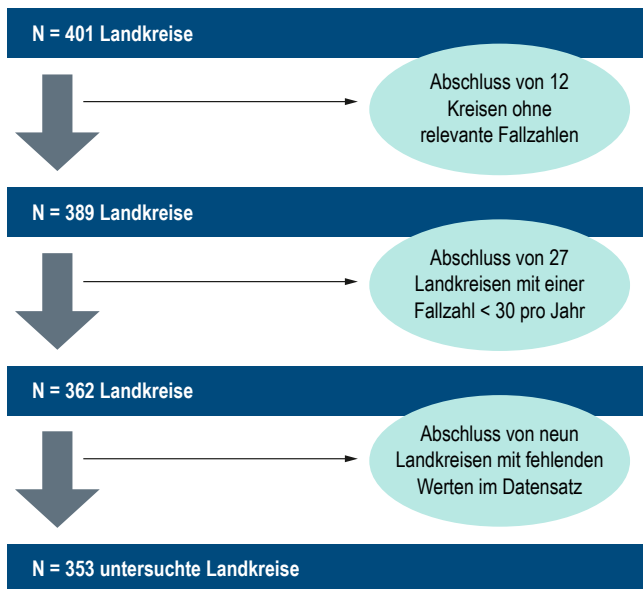 N = 401 Landkreise
Abschluss von 12
Kreisen ohne
relevante Fallzahlen
N = 389 Landkreise
Abschluss von 27
Landkreisen mit einer
Fallzahl < 30 pro Jahr
N = 362 Landkreise
Abschluss von neun
Landkreisen mit fehlenden
Werten im Datensatz
N = 353 untersuchte Landkreise